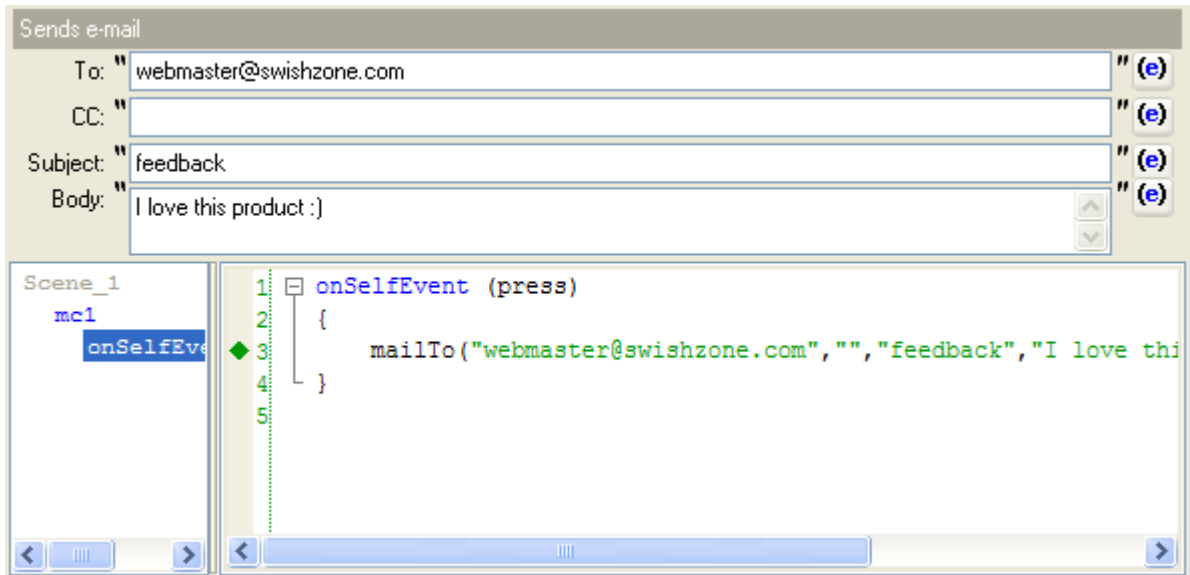 Sends e-mail
To: "webmaster@swishzone.com" (e)
CC: "" (e)
Subject: "feedback" (e)
Body: "I love this product :)" (e)
Scene_1
mc1
onSelfEve
1 onSelfEvent (press)
2 {
3 mailTo("webmaster@swishzone.com","","feedback","I love thi
4 }
5